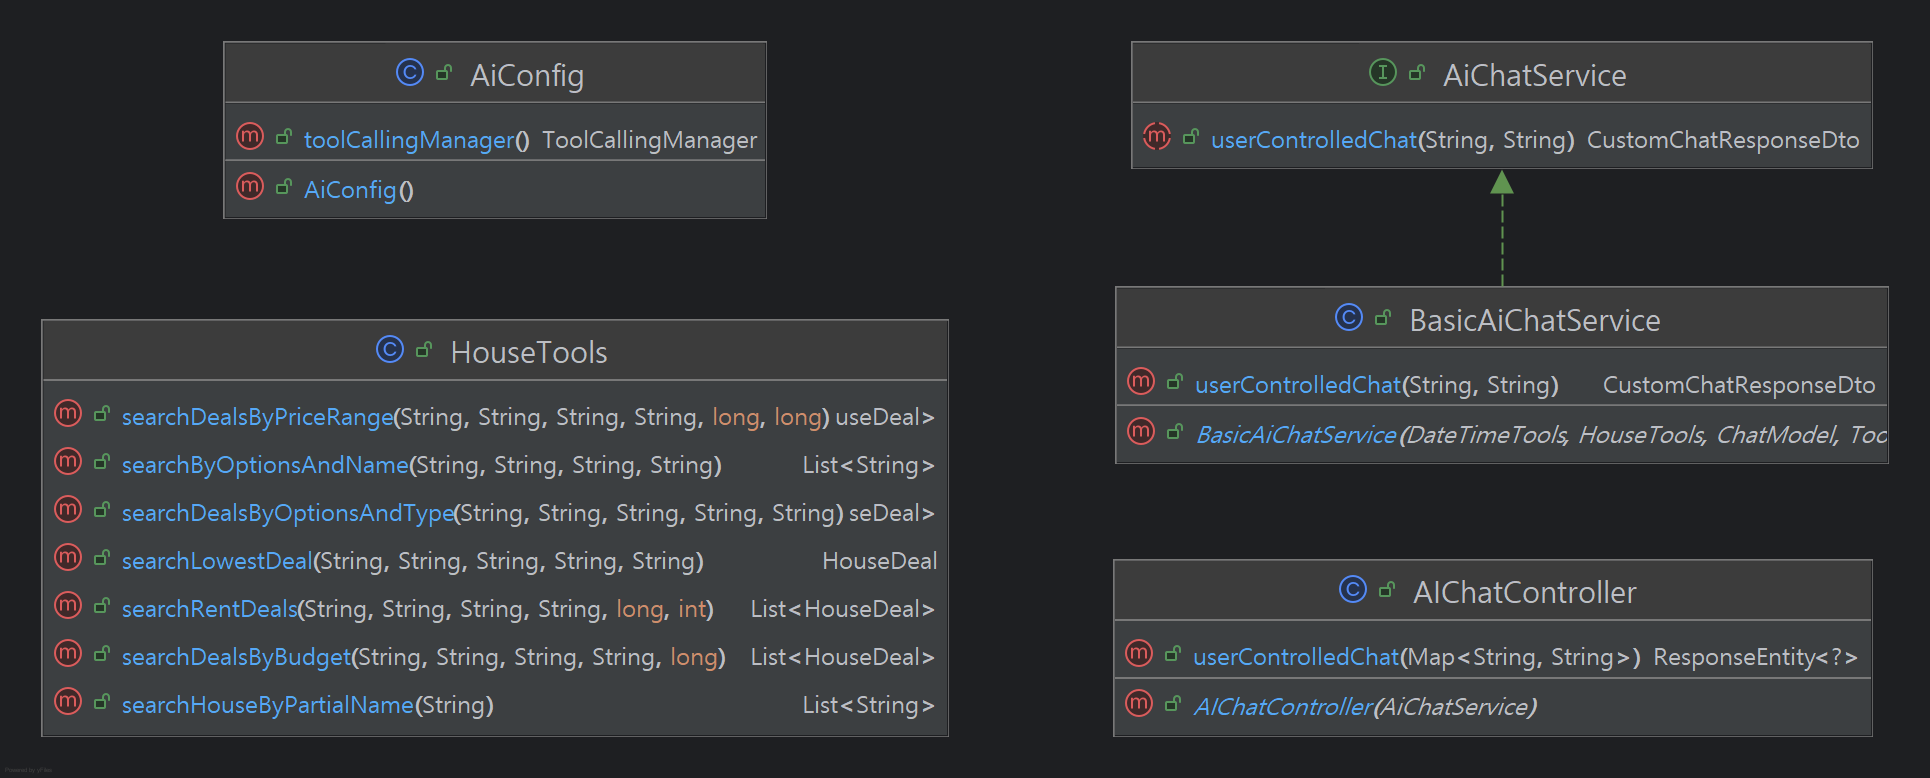 AiConfig
toolCallingManager() ToolCallingManager
AiConfig()
AiChatService
userControlledChat(String, String) CustomChatResponseDto
HouseTools
searchDealsByPriceRange(String, String, String, String, long, long) useDeal>
searchByOptionsAndName(String, String, String, String) List<String>
searchDealsByOptionsAndType(String, String, String, String, String) seDeal>
searchLowestDeal(String, String, String, String, String) HouseDeal
searchRentDeals(String, String, String, String, long, int) List<HouseDeal>
searchDealsByBudget(String, String, String, String, long) List<HouseDeal>
searchHouseByPartialName(String) List<String>
BasicAiChatService
userControlledChat(String, String) CustomChatResponseDto
BasicAiChatService(DateTimeTools, HouseTools, ChatModel, Too
AIChatController
userControlledChat(Map<String, String>) ResponseEntity<?>
AIChatController(AiChatService)
Powered by yFiles